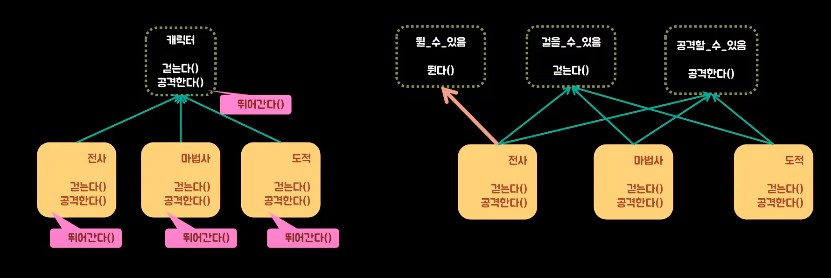 캐릭터
걷는다()
공격한다()
뛰어간다()
전사
걷는다()
공격한다()
뛰어간다()
마법사
걷는다()
공격한다()
뛰어간다()
도적
걷는다()
공격한다()
뛰어간다()
뛸_수_있음
뛴다()
걸을_수_있음
걷는다()
공격할_수_있음
공격한다()
전사
걷는다()
공격한다()
마법사
걷는다()
공격한다()
도적
걷는다()
공격한다()